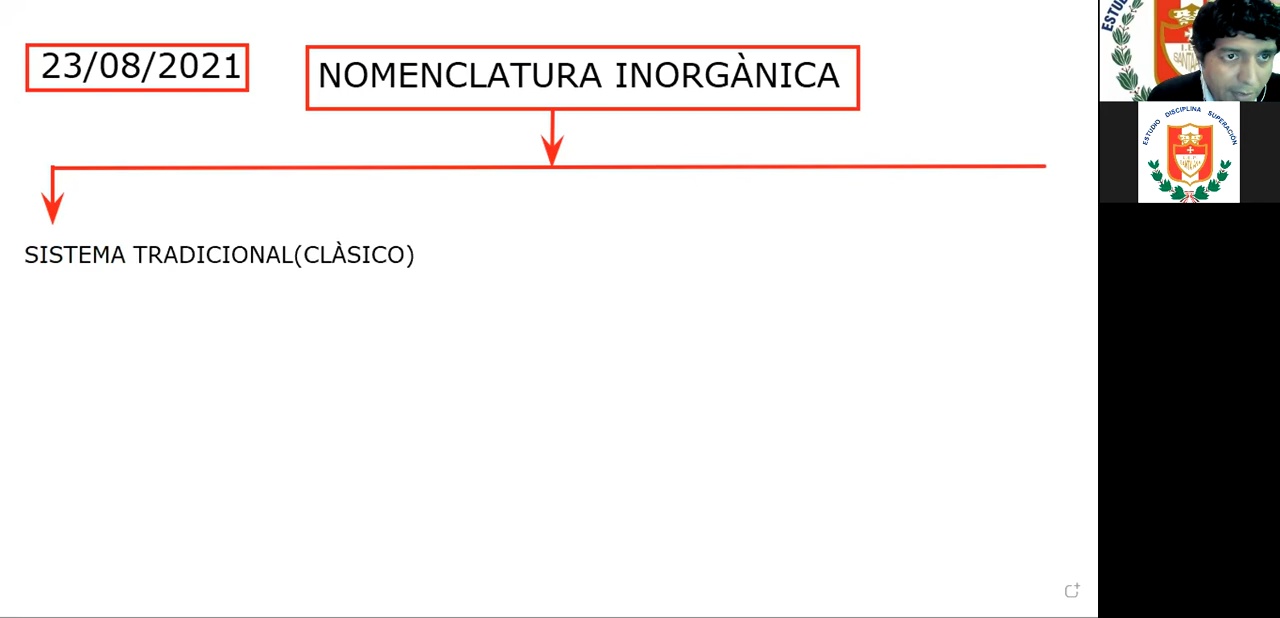 23/08/2021
NOMENCLATURA INORGÀNICA
SISTEMA TRADICIONAL(CLÀSICO)
ESTUDIO DISCIPLINA SUPERACIÓN